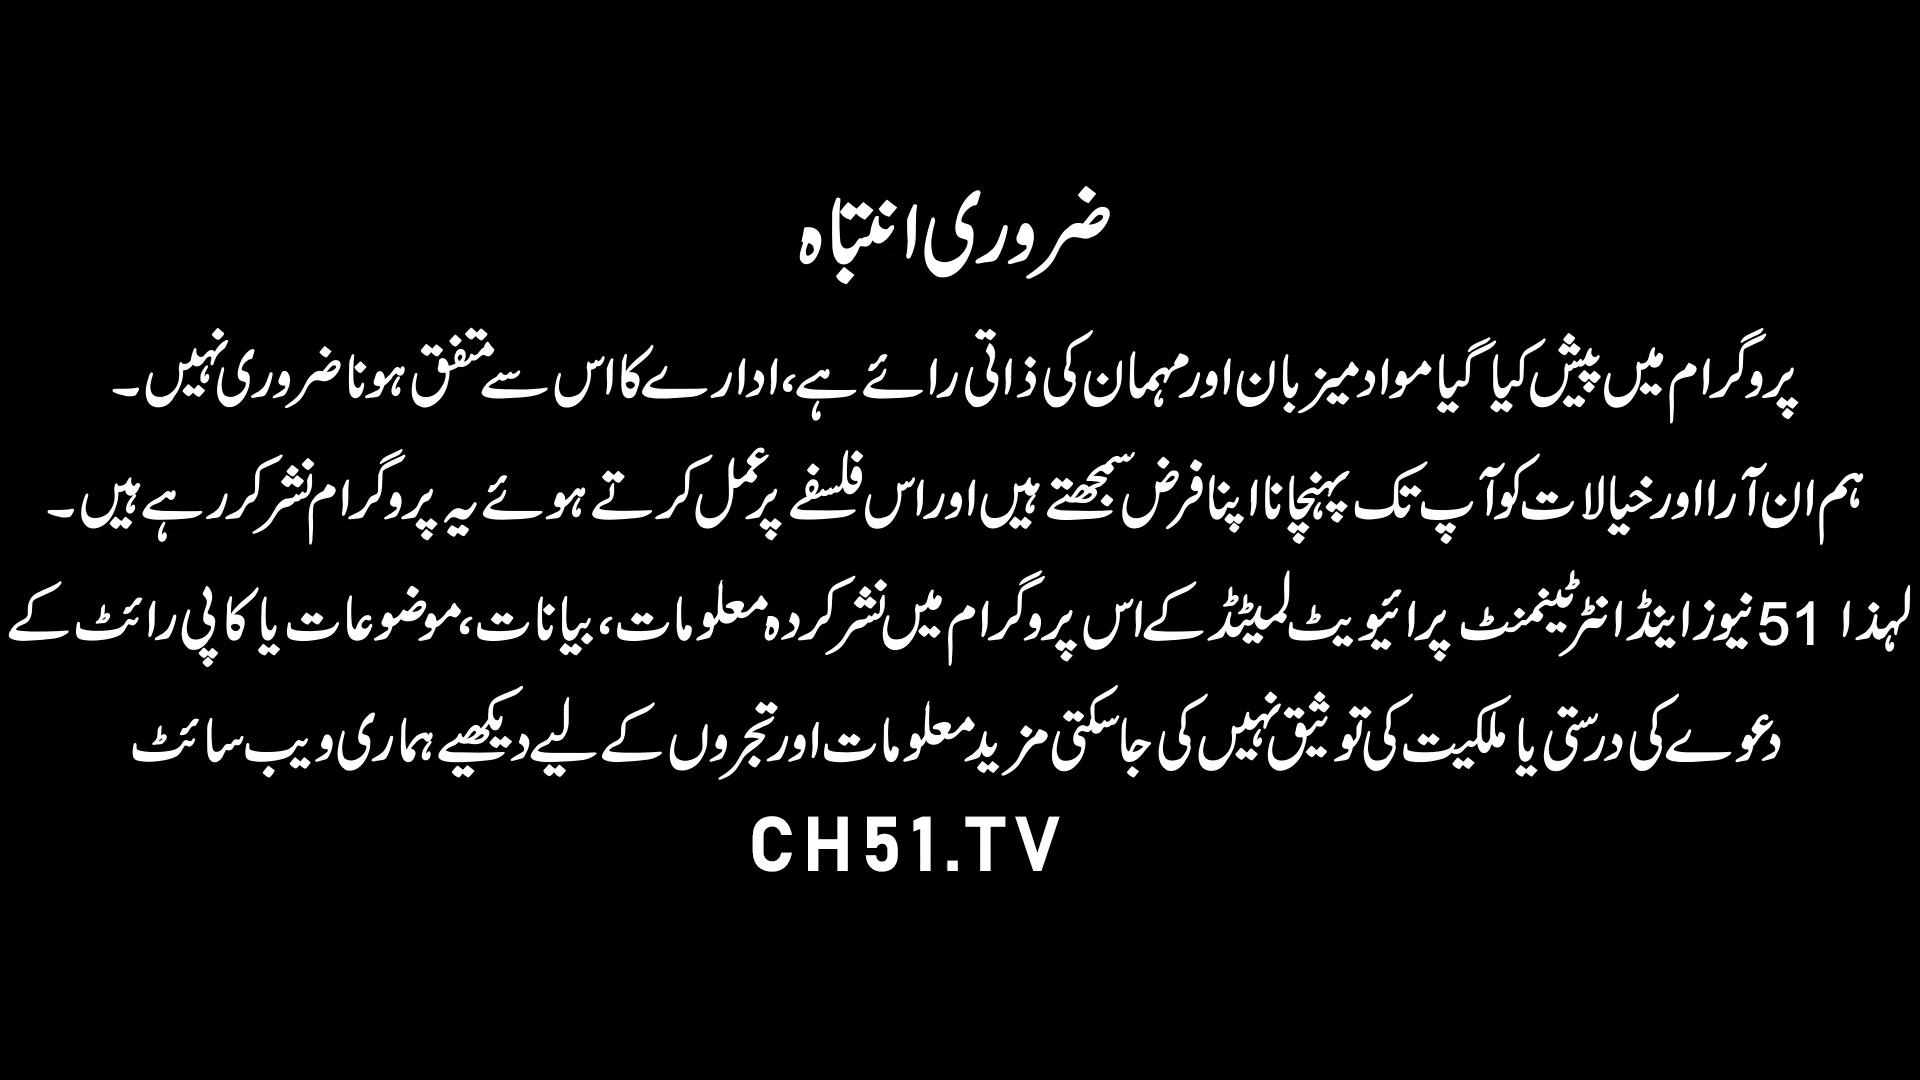 ضروری انتباہ
پروگرام میں پیش کیا گیا مواد میزبان اور مہمان کی ذاتی رائے ہے، ادارے کا اس سے متفق ہونا ضروری نہیں۔
ہم ان آرا اور خیالات کو آپ تک پہنچانا اپنا فرض سمجھتے ہیں اور اس فلسفے پر عمل کرتے ہوئے یہ پروگرام نشر کر رہے ہیں۔
لہذا 51 نیوز اینڈ انٹرٹینمنٹ پرائیویٹ لمیٹڈ کے اس پروگرام میں نشر کردہ معلومات، بیانات، موضوعات یا کاپی رائٹ کے
دعوے کی درستی یا ملکیت کی توثیق نہیں کی جا سکتی مزید معلومات اور تجزوں کے لیے دیکھیے ہماری ویب سائٹ
CH51.TV